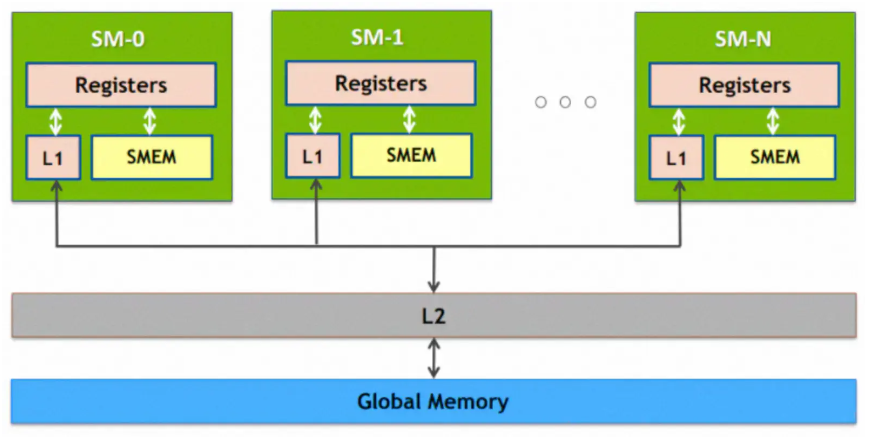 SM-0
Registers
L1
SMEM
SM-1
Registers
L1
SMEM
SM-N
Registers
L1
SMEM
L2
Global Memory